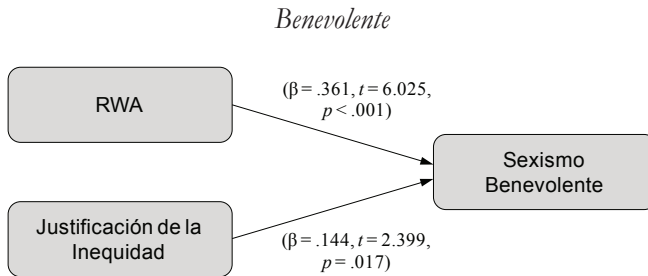 Benevolente
(β = .361, t = 6.025,
p < .001)
RWA
Sexismo
Benevolente
Justificación de la
Inequidad
(β = .144, t = 2.399,
p = .017)